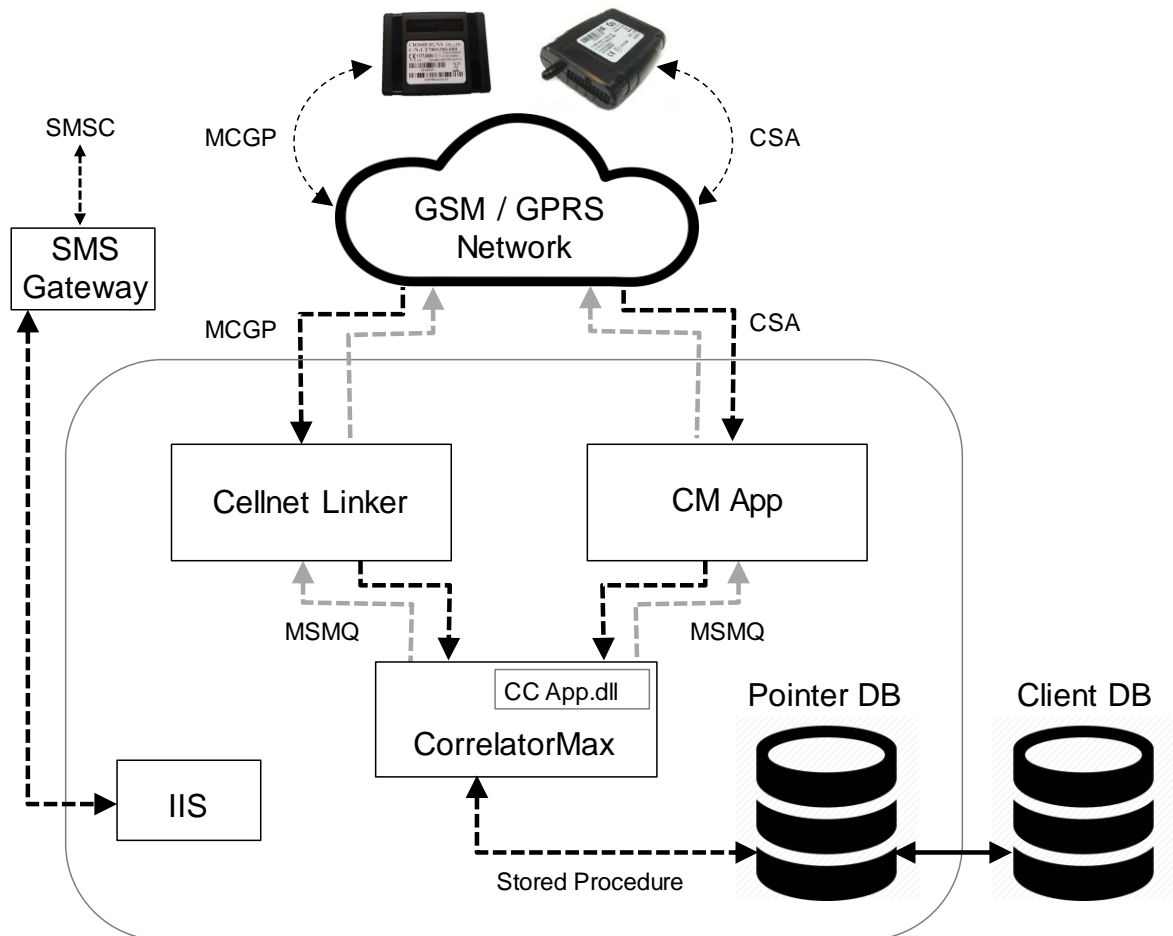 SMSC
MCGP
CSA
GSM / GPRS
Network
SMS
Gateway
MCGP
CSA
Cellnet Linker
CM App
MSMQ
MSMQ
CC App.dll
CorrelatorMax
Pointer DB
Client DB
IIS
Stored Procedure